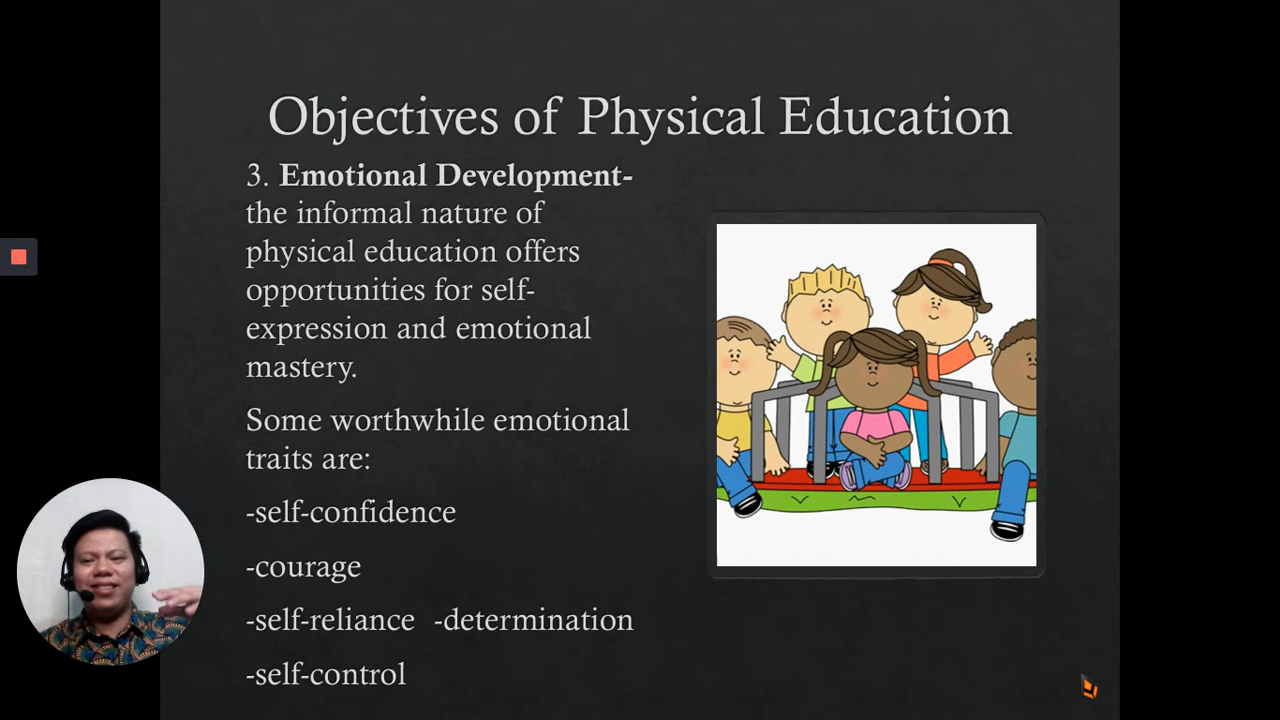 Objectives of Physical Education
3. Emotional Development-
the informal nature of
physical education offers
opportunities for self-
expression and emotional
mastery.
Some worthwhile emotional
traits are:
-self-confidence
-courage
-self-reliance -determination
-self-control